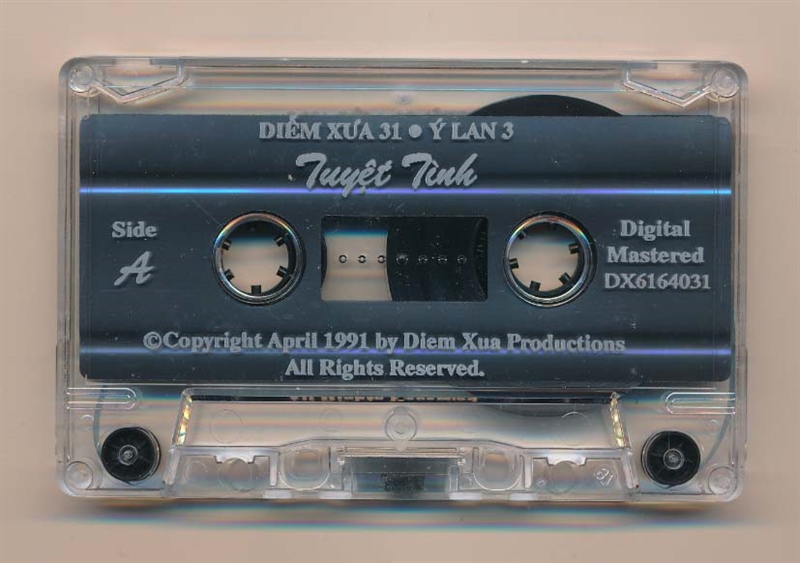 DIỄM XƯA 31 ● Ý LAN 3
Tuyệt Tình
Side
A
Digital
Mastered
DX6164031
©Copyright April 1991 by Diem Xua Productions
All Rights Reserved.